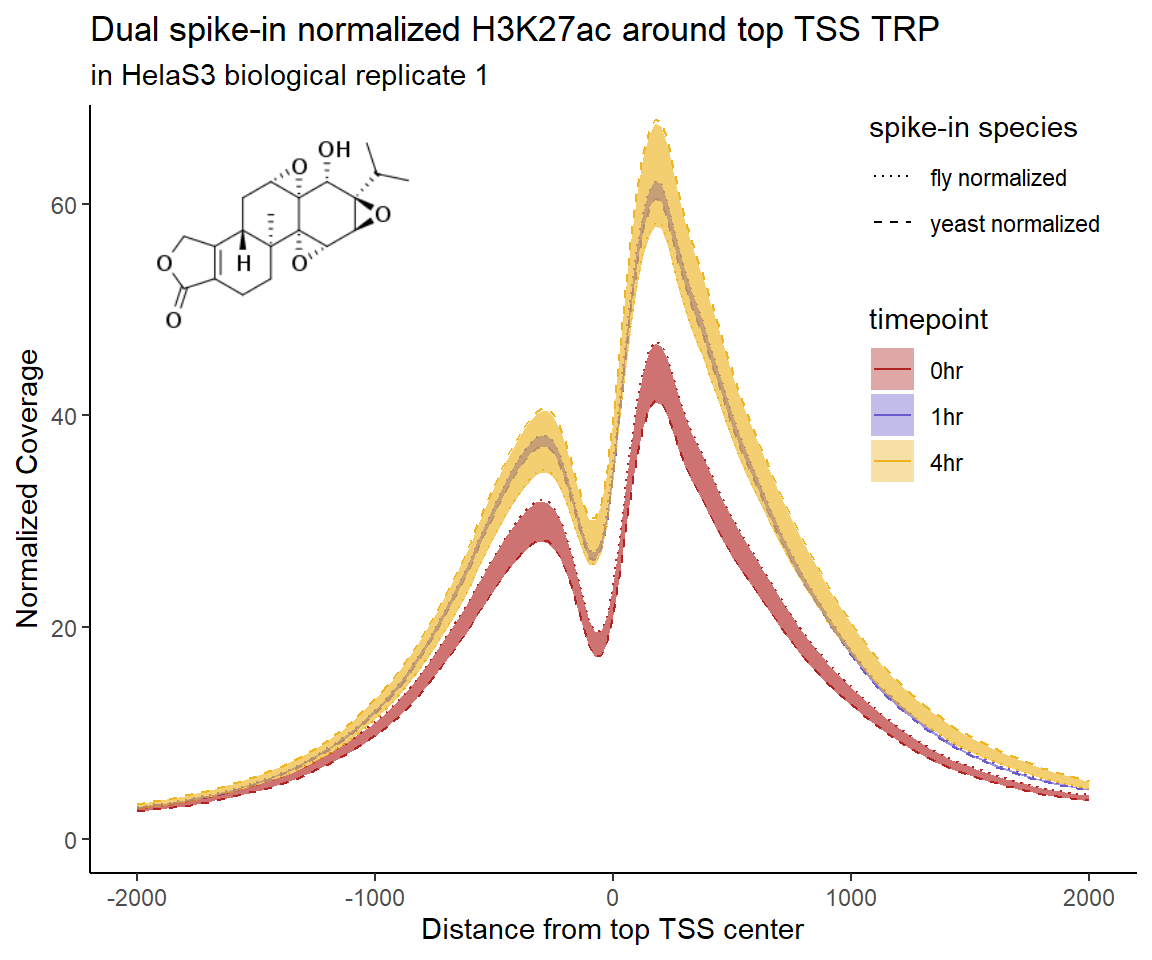 Dual spike-in normalized H3K27ac around top TSS TRP
in HelaS3 biological replicate 1
spike-in species
fly normalized
yeast normalized
timepoint
0hr
1hr
4hr
OH
O
O
O
H
O
O
Normalized Coverage
60
40
20
0
-2000
-1000
0
1000
2000
Distance from top TSS center